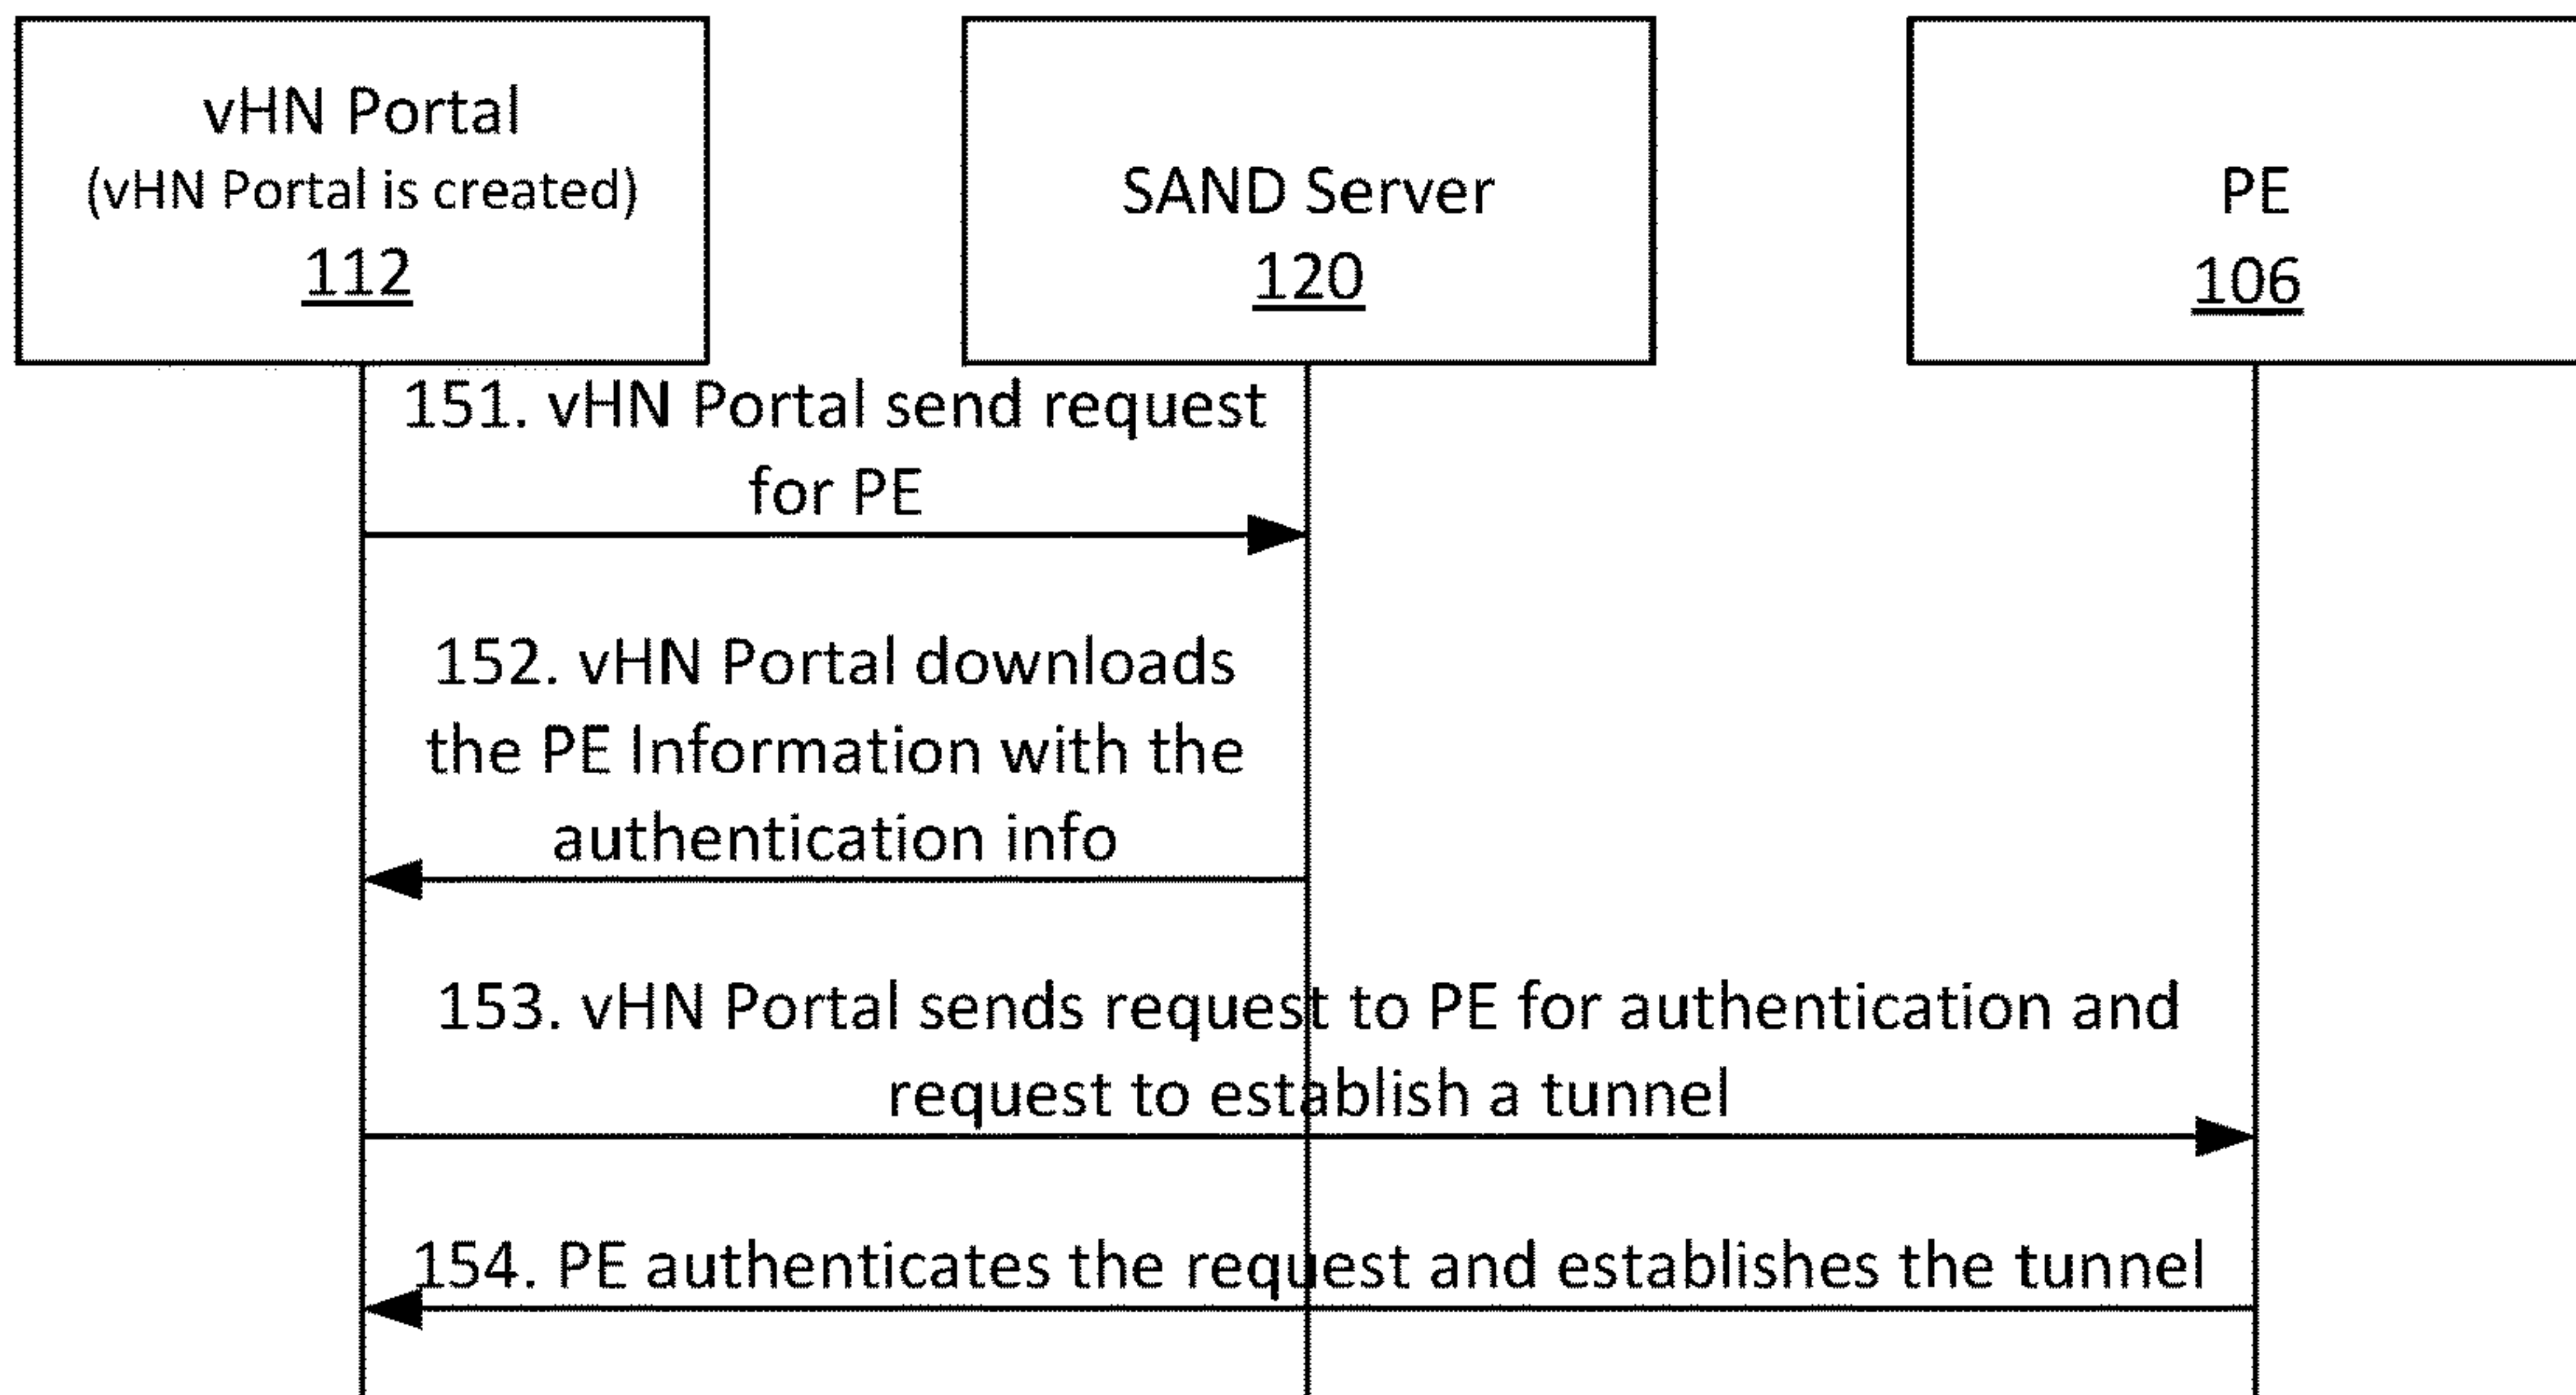 vHN Portal
(vHN Portal is created)
112
SAND Server
120
PE
106
151. vHN Portal send request
for PE
152. vHN Portal downloads
the PE Information with the
authentication info
153. vHN Portal sends request to PE for authentication and
request to establish a tunnel
154. PE authenticates the request and establishes the tunnel